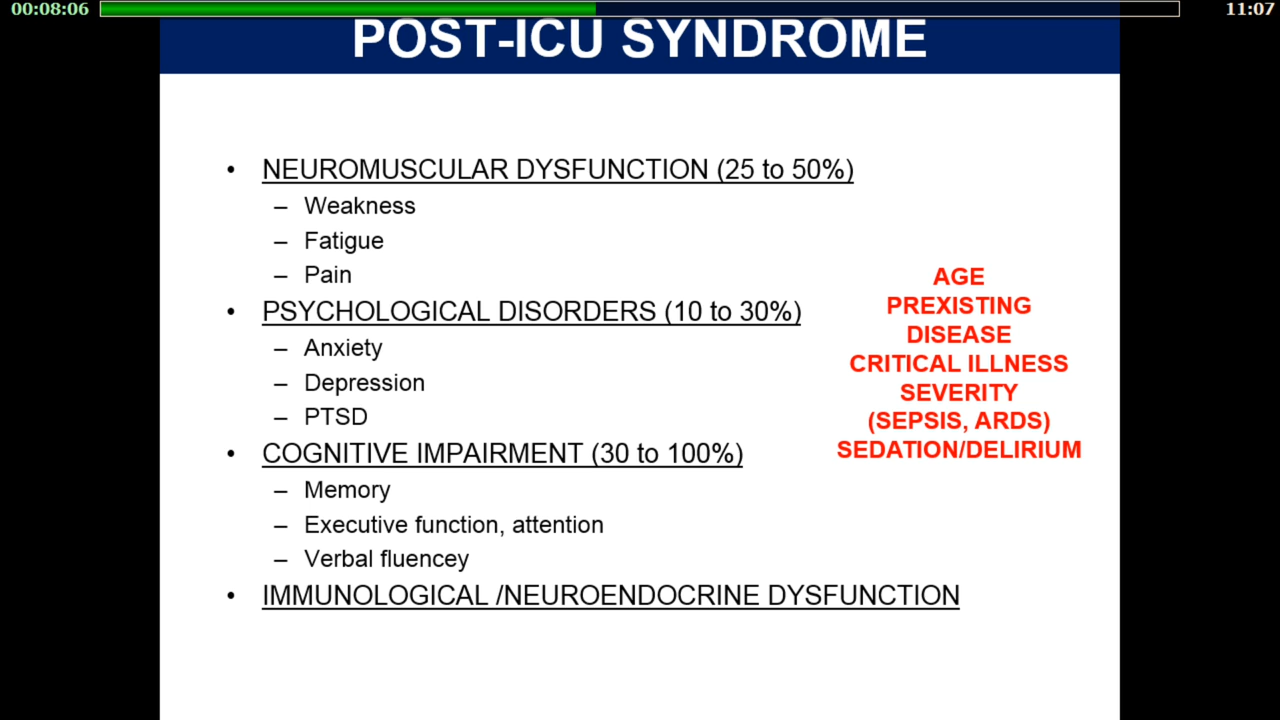 00:08:06
11:07
POST-ICU SYNDROME
• NEUROMUSCULAR DYSFUNCTION (25 to 50%)
– Weakness
– Fatigue
– Pain
• PSYCHOLOGICAL DISORDERS (10 to 30%)
– Anxiety
– Depression
– PTSD
• COGNITIVE IMPAIRMENT (30 to 100%)
– Memory
– Executive function, attention
– Verbal fluencey
• IMMUNOLOGICAL /NEUROENDOCRINE DYSFUNCTION
AGE
PREXISTING
DISEASE
CRITICAL ILLNESS
SEVERITY
(SEPSIS, ARDS)
SEDATION/DELIRIUM